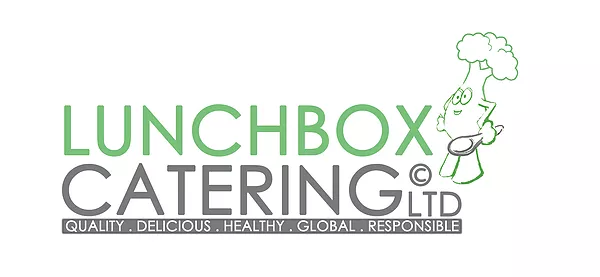 LUNCHBOX
CATERING © LTD
QUALITY . DELICIOUS . HEALTHY . GLOBAL . RESPONSIBLE